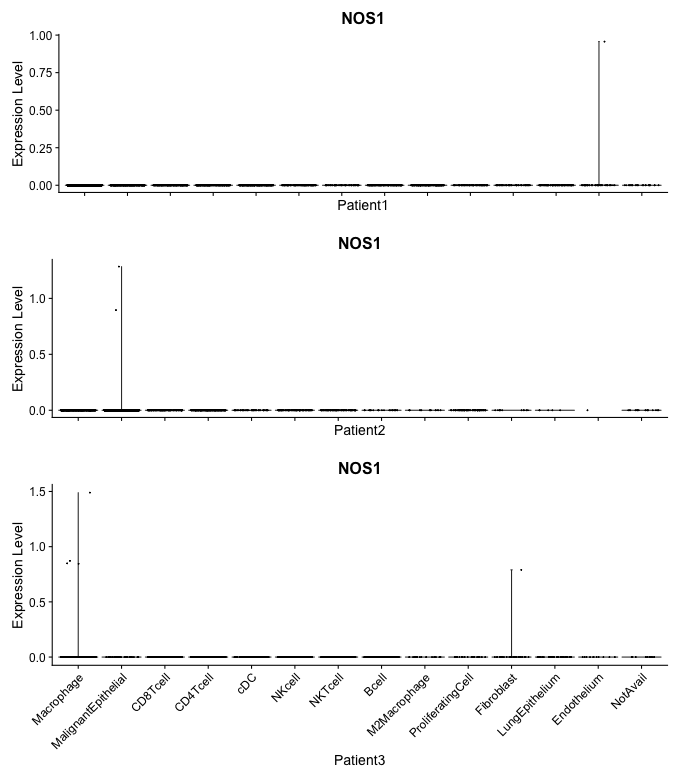 NOS1
1.00
0.75
0.50
0.25
0.00
Expression Level
Patient1
NOS1
1.0
0.5
0.0
Expression Level
Patient2
NOS1
1.5
1.0
0.5
0.0
Expression Level
Macrophage
MalignantEpithelial
CD8Tcell
CD4Tcell
cDC
NKcell
NKTcell
Bcell
M2Macrophage
ProliferatingCell
Fibroblast
LungEpithelium
Endothelium
NotAvail
Patient3